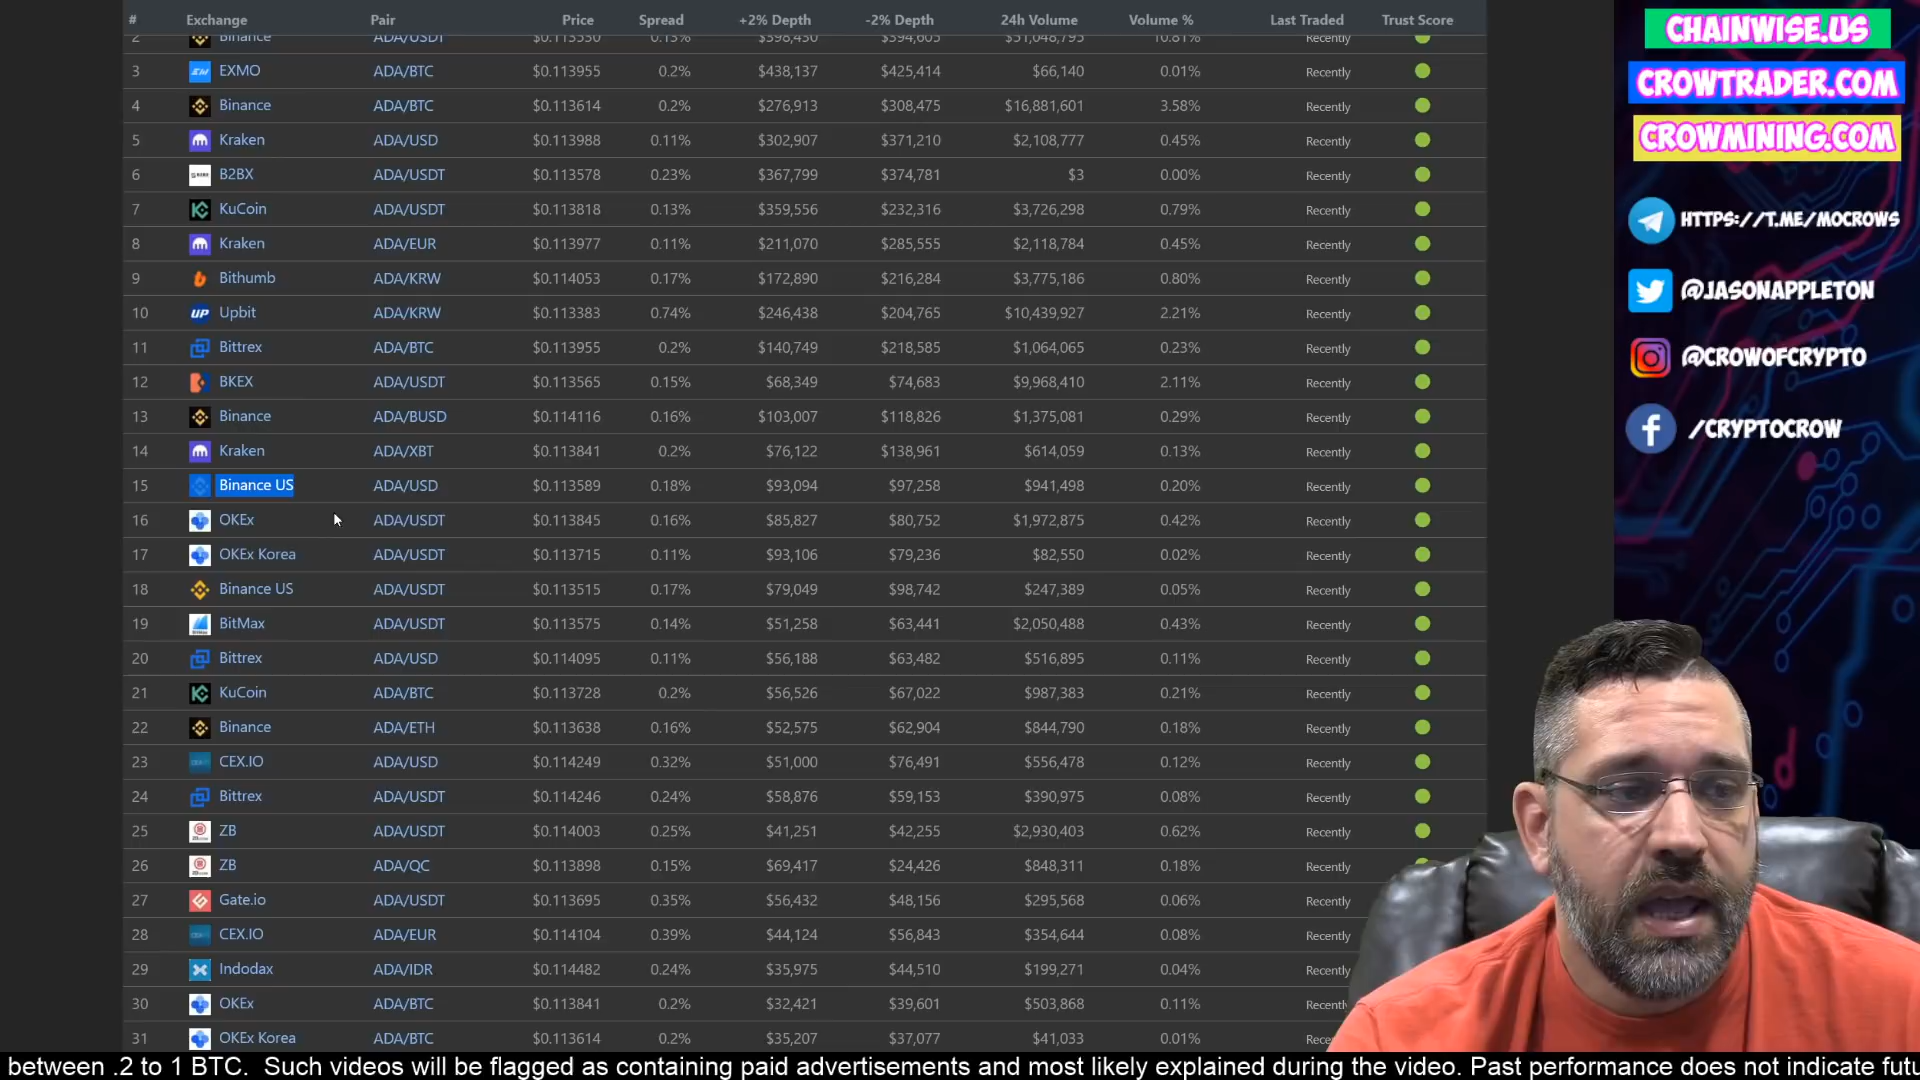 # Exchange Pair Price Spread +2% Depth -2% Depth 24h Volume Volume % Last Traded Trust Score
2 Binance ADA/USDT $0.113550 0.13% $398,430 $394,605 $51,048,795 10.81% Recently
3 EXMO ADA/BTC $0.113955 0.2% $438,137 $425,414 $66,140 0.01% Recently
4 Binance ADA/BTC $0.113614 0.2% $276,913 $308,475 $16,881,601 3.58% Recently
5 Kraken ADA/USD $0.113988 0.11% $302,907 $371,210 $2,108,777 0.45% Recently
6 B2BX ADA/USDT $0.113578 0.23% $367,799 $374,781 $3 0.00% Recently
7 KuCoin ADA/USDT $0.113818 0.13% $359,556 $232,316 $3,726,298 0.79% Recently
8 Kraken ADA/EUR $0.113977 0.11% $211,070 $285,555 $2,118,784 0.45% Recently
9 Bithumb ADA/KRW $0.114053 0.17% $172,890 $216,284 $3,775,186 0.80% Recently
10 UP Upbit ADA/KRW $0.113383 0.74% $246,438 $204,765 $10,439,927 2.21% Recently
11 Bittrex ADA/BTC $0.113955 0.2% $140,749 $218,585 $1,064,065 0.23% Recently
12 BKEX ADA/USDT $0.113565 0.15% $68,349 $74,683 $9,968,410 2.11% Recently
13 Binance ADA/BUSD $0.114116 0.16% $103,007 $118,826 $1,375,081 0.29% Recently
14 Kraken ADA/XBT $0.113841 0.2% $76,122 $138,961 $614,059 0.13% Recently
15 Binance US ADA/USD $0.113589 0.18% $93,094 $97,258 $941,498 0.20% Recently
16 OKEx ADA/USDT $0.113845 0.16% $85,827 $80,752 $1,972,875 0.42% Recently
17 OKEx Korea ADA/USDT $0.113715 0.11% $93,106 $79,236 $82,550 0.02% Recently
18 Binance US ADA/USDT $0.113515 0.17% $79,049 $98,742 $247,389 0.05% Recently
19 BitMax ADA/USDT $0.113575 0.14% $51,258 $63,441 $2,050,488 0.43% Recently
20 Bittrex ADA/USD $0.114095 0.11% $56,188 $63,482 $516,895 0.11% Recently
21 KuCoin ADA/BTC $0.113728 0.2% $56,526 $67,022 $987,383 0.21% Recently
22 Binance ADA/ETH $0.113638 0.16% $52,575 $62,904 $844,790 0.18% Recently
23 CEX.IO ADA/USD $0.114249 0.32% $51,000 $76,491 $556,478 0.12% Recently
24 Bittrex ADA/USDT $0.114246 0.24% $58,876 $59,153 $390,975 0.08% Recently
25 ZB ADA/USDT $0.114003 0.25% $41,251 $42,255 $2,930,403 0.62% Recently
26 ZB ADA/QC $0.113898 0.15% $69,417 $24,426 $848,311 0.18% Recently
27 Gate.io ADA/USDT $0.113695 0.35% $56,432 $48,156 $295,568 0.06% Recently
28 CEX.IO ADA/EUR $0.114104 0.39% $44,124 $56,843 $354,644 0.08% Recently
29 Indodax ADA/IDR $0.114482 0.24% $35,975 $44,510 $199,271 0.04% Recently
30 OKEx ADA/BTC $0.113841 0.2% $32,421 $39,601 $503,868 0.11% Recently
31 OKEx Korea ADA/BTC $0.113614 0.2% $35,207 $37,077 $41,033 0.01% Rece
CHAINWISE.US
CROWTRADER.COM
CROWMINING.COM
HTTPS://T.ME/MOCROWS
@JASONAPPLETON
@CROWOFCRYPTO
/CRYPTOCROW
between .2 to 1 BTC. Such videos will be flagged as containing paid advertisements and most likely explained during the video. Past performance does not indicate futu